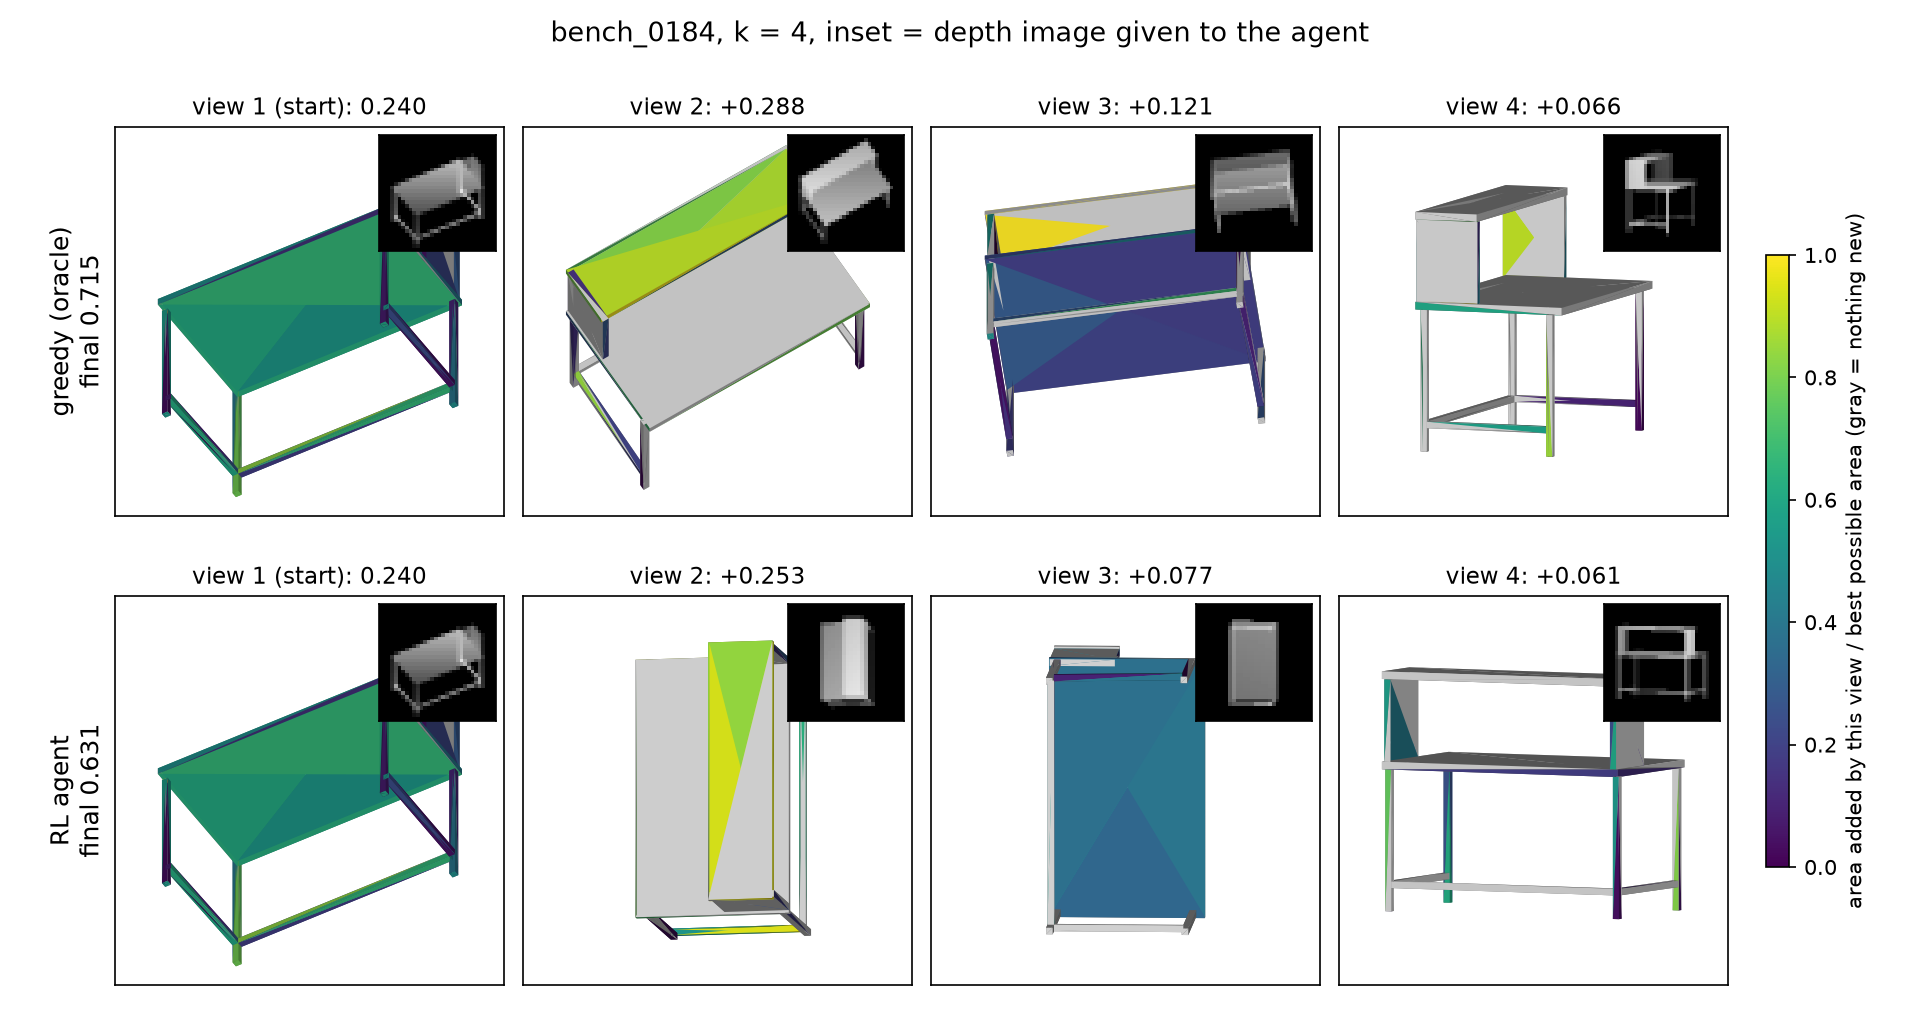 bench_0184, k = 4, inset = depth image given to the agent
view 1 (start): 0.240
view 2: +0.288
view 3: +0.121
view 4: +0.066
greedy (oracle)
final 0.715
view 1 (start): 0.240
view 2: +0.253
view 3: +0.077
view 4: +0.061
RL agent
final 0.631
1.0
0.8
0.6
0.4
0.2
0.0
area added by this view / best possible area (gray = nothing new)